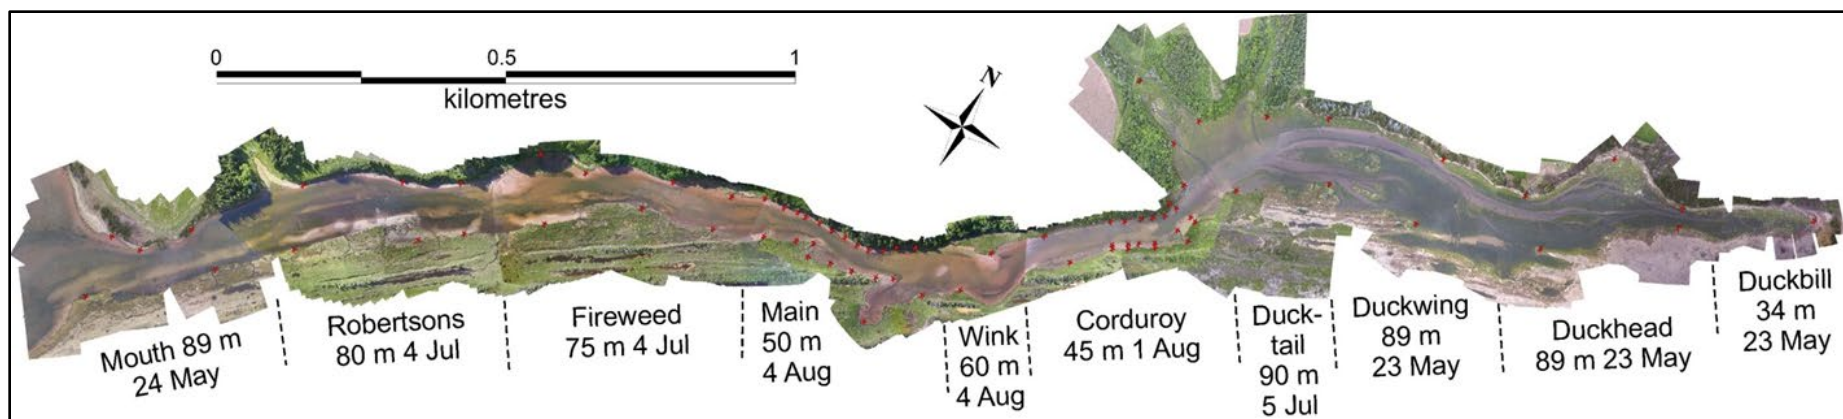 0 0.5 1
kilometres
N
Mouth 89 m
24 May
Robertsons
80 m 4 Jul
Fireweed
75 m 4 Jul
Main
50 m
4 Aug
Wink
60 m
4 Aug
Corduroy
45 m 1 Aug
Duck-
tail
90 m
5 Jul
Duckwing
89 m
23 May
Duckhead
89 m 23 May
Duckbill
34 m
23 May